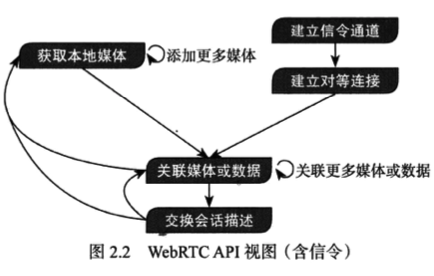 建立信令通道
获取本地媒体
添加更多媒体
建立对等连接
关联媒体或数据
关联更多媒体或数据
交换会话描述
图 2.2 WebRTC API 视图（含信令）